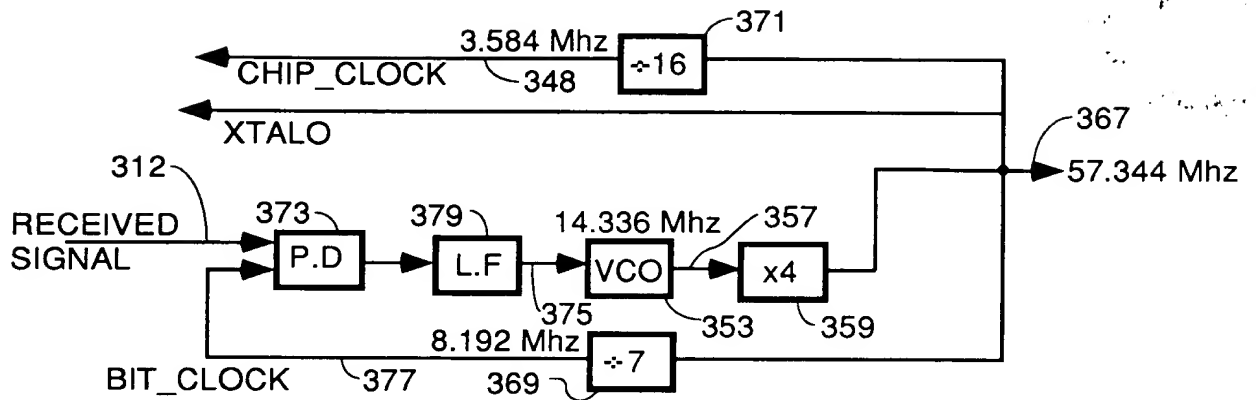 371
3.584 Mhz
÷16
CHIP_CLOCK
348
XTALO
367
57.344 Mhz
312
RECEIVED
SIGNAL
373
P.D
379
L.F
375
14.336 Mhz
357
VCO
353
x4
359
8.192 Mhz
÷7
BIT_CLOCK
377
369